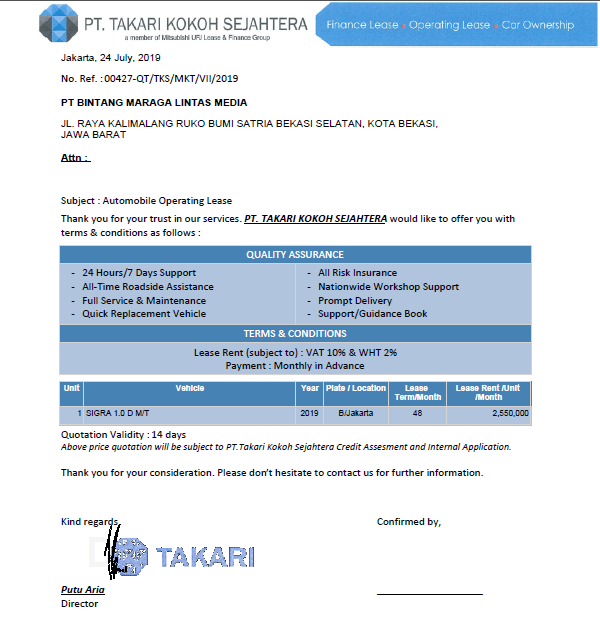 PT. TAKARI KOKOH SEJAHTERA
a member of Mitsubishi UFJ Lease & Finance Group
Finance Lease • Operating Lease • Car Ownership
Jakarta, 24 July, 2019
No. Ref. : 00427-QT/TKS/MKT/VII/2019
PT BINTANG MARAGA LINTAS MEDIA
JL. RAYA KALIMALANG RUKO BUMI SATRIA BEKASI SELATAN, KOTA BEKASI,
JAWA BARAT
Attn :
Subject : Automobile Operating Lease
Thank you for your trust in our services. PT. TAKARI KOKOH SEJAHTERA would like to offer you with
terms & conditions as follows :
QUALITY ASSURANCE
- 24 Hours/7 Days Support
- All-Time Roadside Assistance
- Full Service & Maintenance
- Quick Replacement Vehicle
- All Risk Insurance
- Nationwide Workshop Support
- Prompt Delivery
- Support/Guidance Book
TERMS & CONDITIONS
Lease Rent (subject to) : VAT 10% & WHT 2%
Payment : Monthly in Advance
Unit Vehicle Year Plate / Location Lease Term/Month Lease Rent /Unit /Month
1 SIGRA 1.0 D M/T 2019 B/Jakarta 48 2,550,000
Quotation Validity : 14 days
Above price quotation will be subject to PT.Takari Kokoh Sejahtera Credit Assesment and Internal Application.
Thank you for your consideration. Please don't hesitate to contact us for further information.
Kind regards,
Confirmed by,
TAKARI
Putu Aria
Director